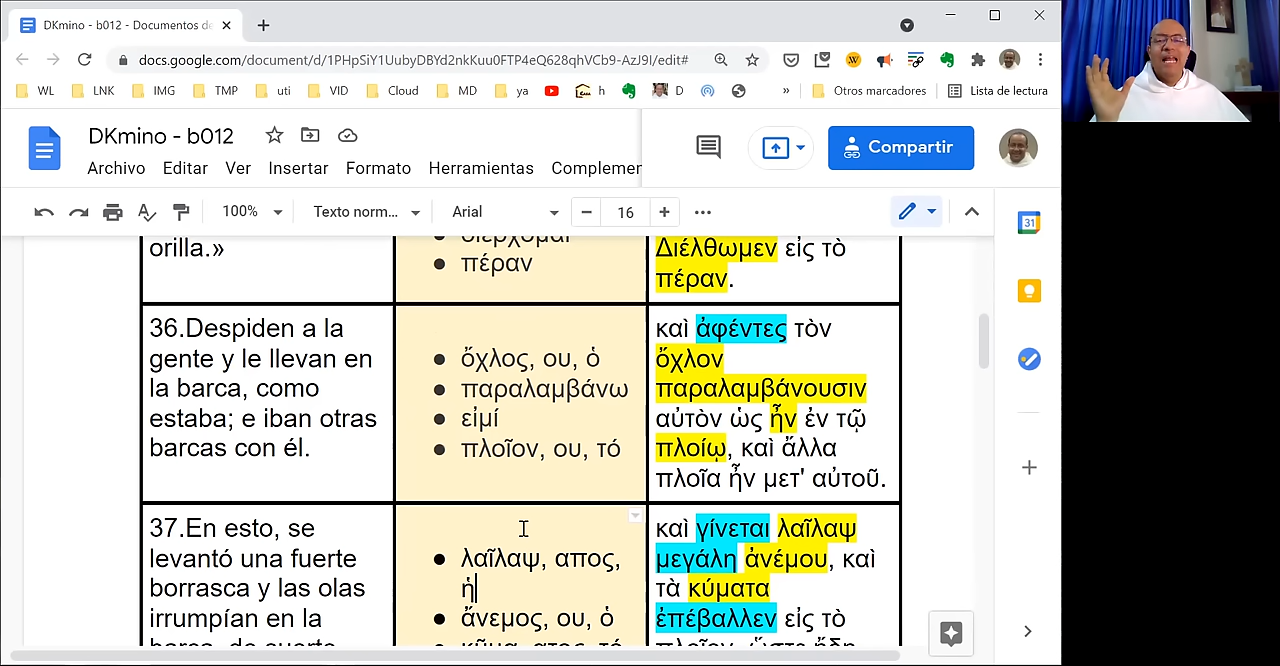 DKmino - b012 - Documentos de
docs.google.com/document/d/1PHpSiY1UubyDBYd2nkKuu0FTP4eQ628qhVCb9-AzJ9I/edit#
WL LNK IMG TMP uti VID Cloud MD ya h D » Otros marcadores Lista de lectura
DKmino - b012
Archivo Editar Ver Insertar Formato Herramientas Complemen
Compartir
100% Texto norm... Arial 16
31
orilla.»
πέραν
Διέλθωμεν εἰς τὸ
πέραν.
36.Despiden a la
gente y le llevan en
la barca, como
estaba; e iban otras
barcas con él.
ὄχλος, ου, ὁ
παραλαμβάνω
εἰμί
πλοῖον, ου, τό
καὶ ἀφέντες τὸν
ὄχλον
παραλαμβάνουσιν
αὐτὸν ὡς ἦν ἐν τῷ
πλοίῳ, καὶ ἄλλα
πλοῖα ἦν μετ' αὐτοῦ.
37.En esto, se
levantó una fuerte
borrasca y las olas
irrumpían en la
λαῖλαψ, απος,
ἡ
ἄνεμος, ου, ὁ
καὶ γίνεται λαῖλαψ
μεγάλη ἀνέμου, καὶ
τὰ κύματα
ἐπέβαλλεν εἰς τὸ